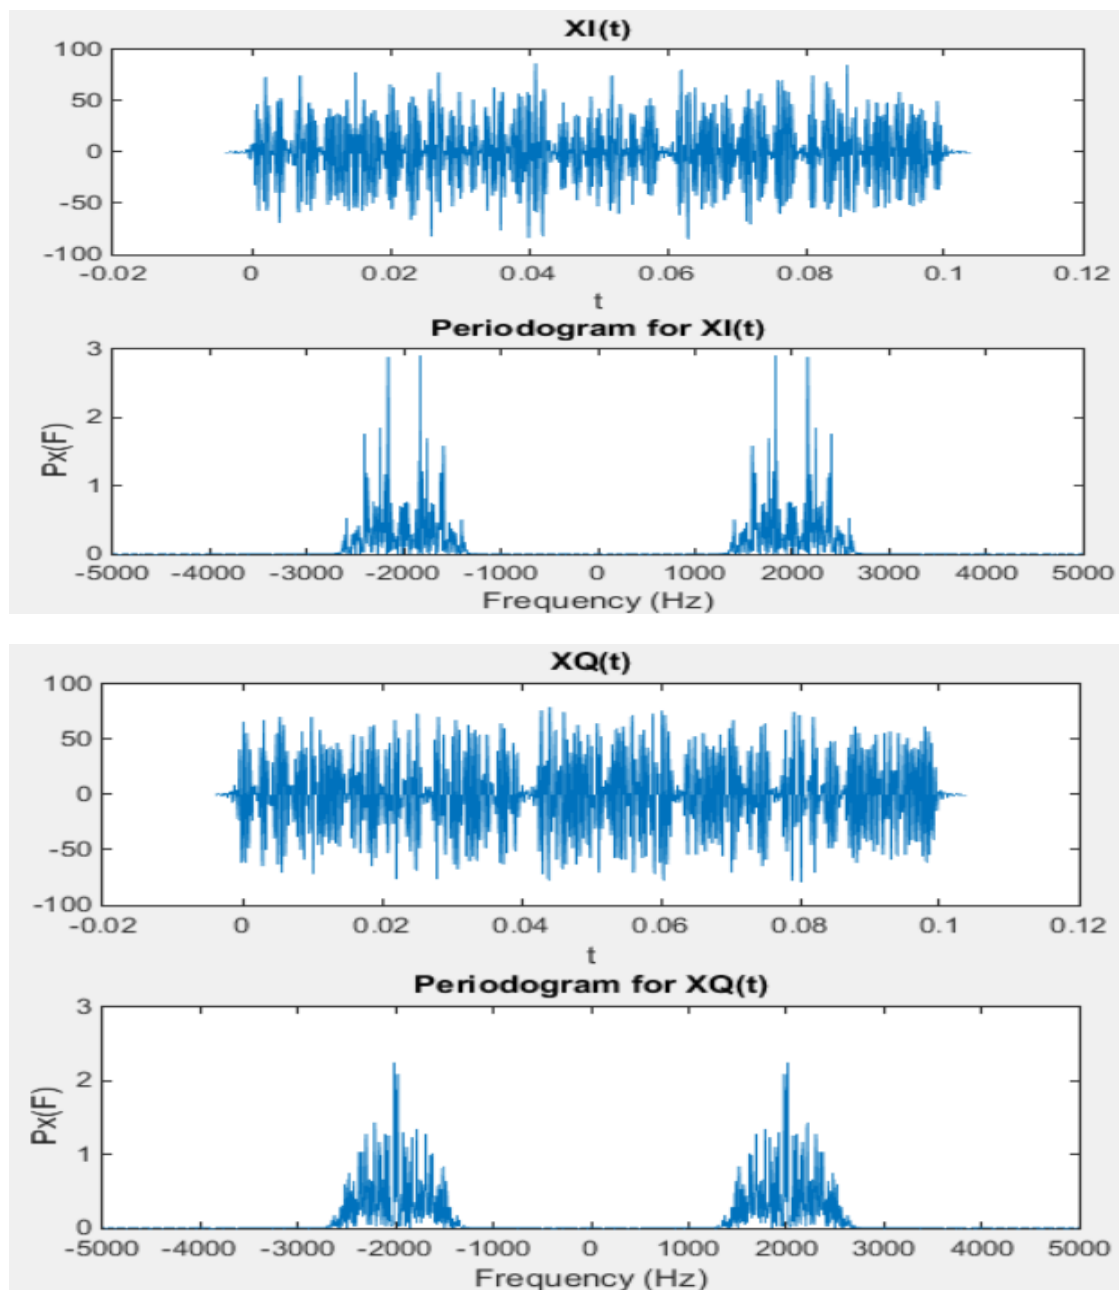 XI(t)
100
50
0
-50
-100
-0.02 0 0.02 0.04 0.06 0.08 0.1 0.12
t
Periodogram for XI(t)
3
2
1
0
Px(F)
-5000 -4000 -3000 -2000 -1000 0 1000 2000 3000 4000 5000
Frequency (Hz)
XQ(t)
100
50
0
-50
-100
-0.02 0 0.02 0.04 0.06 0.08 0.1 0.12
t
Periodogram for XQ(t)
3
2
1
0
Px(F)
-5000 -4000 -3000 -2000 -1000 0 1000 2000 3000 4000 5000
Frequency (Hz)